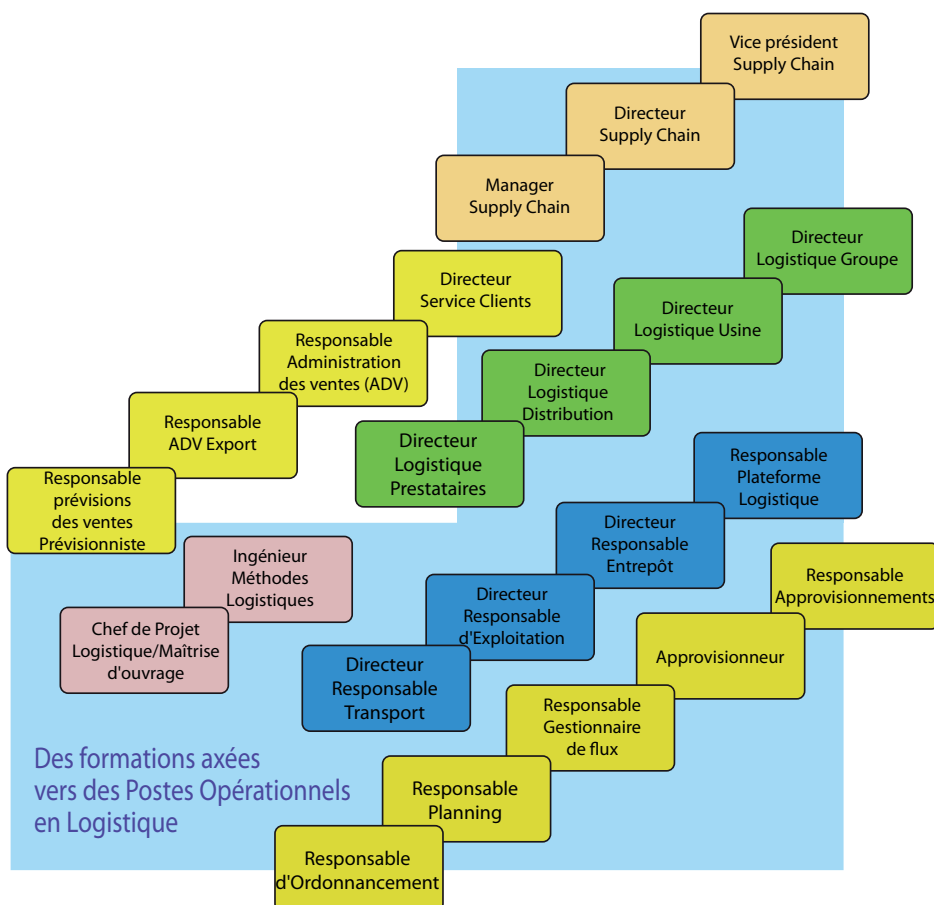 Vice président
Supply Chain
Directeur
Supply Chain
Manager
Supply Chain
Directeur
Logistique Groupe
Directeur
Service Clients
Directeur
Logistique Usine
Responsable
Administration
des ventes (ADV)
Directeur
Logistique
Distribution
Responsable
ADV Export
Directeur
Logistique
Prestataires
Responsable
Plateforme
Logistique
Responsable
prévisions
des ventes
Prévisionniste
Directeur
Responsable
Entrepôt
Ingénieur
Méthodes
Logistiques
Responsable
Approvisionnements
Directeur
Responsable
d'Exploitation
Chef de Projet
Logistique/Maîtrise
d'ouvrage
Approvisionneur
Directeur
Responsable
Transport
Responsable
Gestionnaire
de flux
Des formations axées
vers des Postes Opérationnels
en Logistique
Responsable
Planning
Responsable
d'Ordonnancement